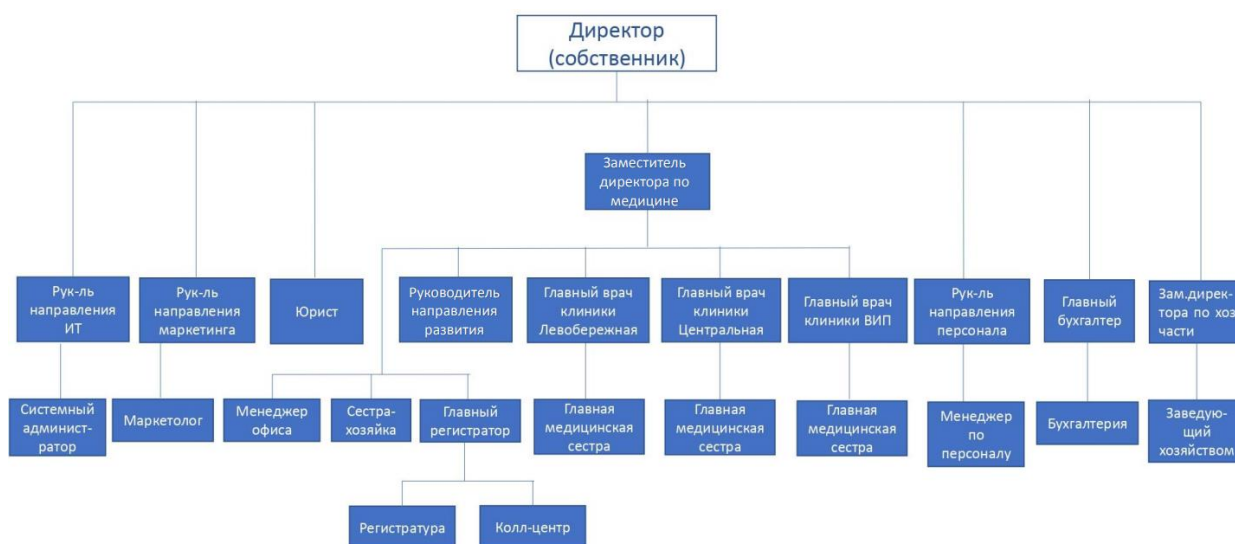 Директор
(собственник)
Заместитель
директора по
медицине
Рук-ль
направления
ИТ
Рук-ль
направления
маркетинга
Юрист
Руководитель
направления
развития
Главный врач
клиники
Левобережная
Главный врач
клиники
Центральная
Главный врач
клиники ВИП
Рук-ль
направления
персонала
Главный
бухгалтер
Зам.дирек-
тора по хоз
части
Системный
админист-
ратор
Маркетолог
Менеджер
офиса
Сестра-
хозяйка
Главный
регистратор
Главная
медицинская
сестра
Главная
медицинская
сестра
Главная
медицинская
сестра
Менеджер
по
персоналу
Бухгалтерия
Заведую-
щий
хозяйством
Регистратура
Колл-центр